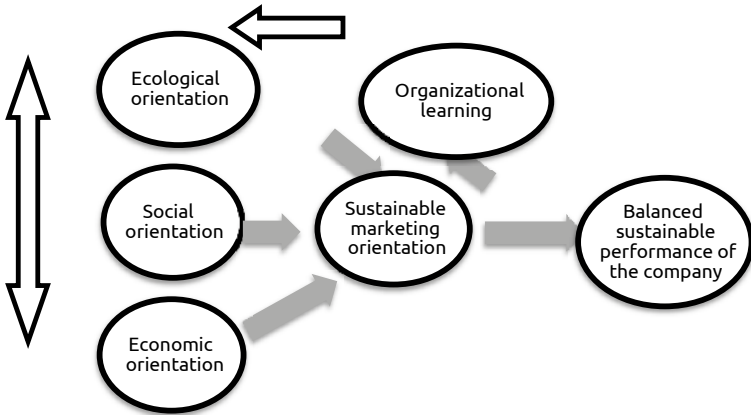 Ecological
orientation
Organizational
learning
Social
orientation
Sustainable
marketing
orientation
Balanced
sustainable
performance of
the company
Economic
orientation